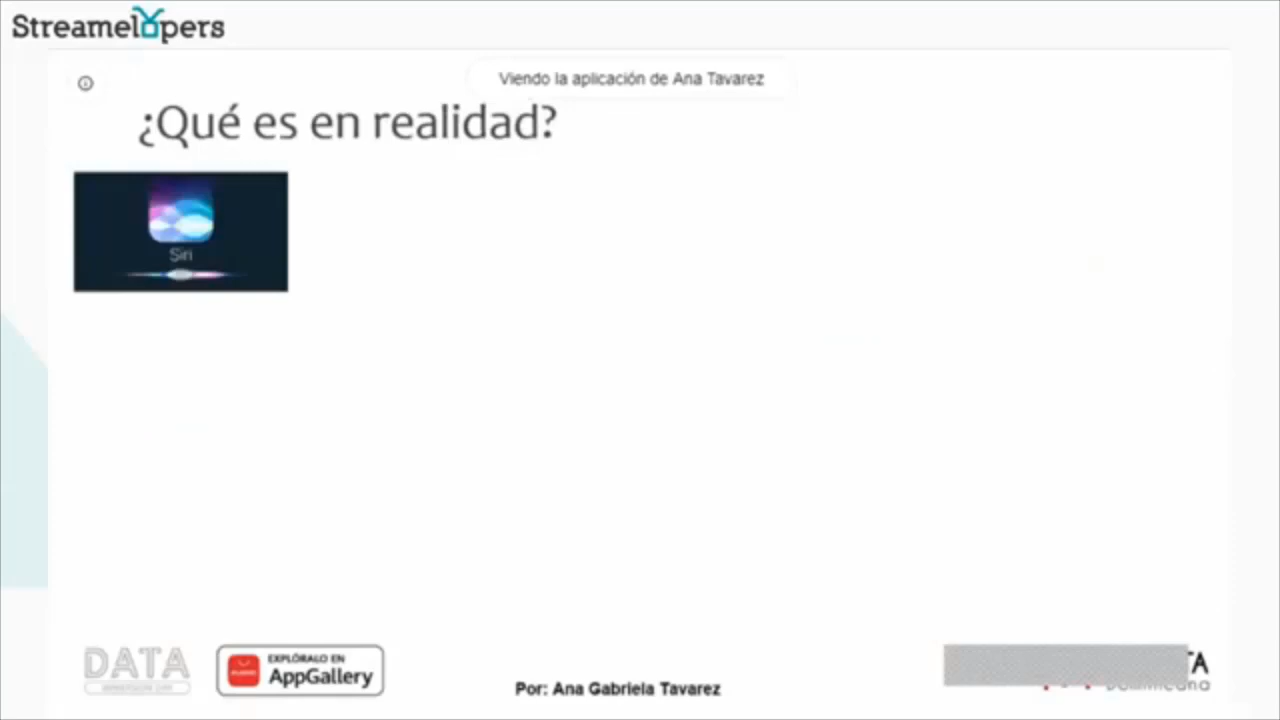 Streamelopers
Viendo la aplicación de Ana Tavarez
¿Qué es en realidad?
Siri
DATA
EXPLÓRALO EN
AppGallery
Por: Ana Gabriela Tavarez